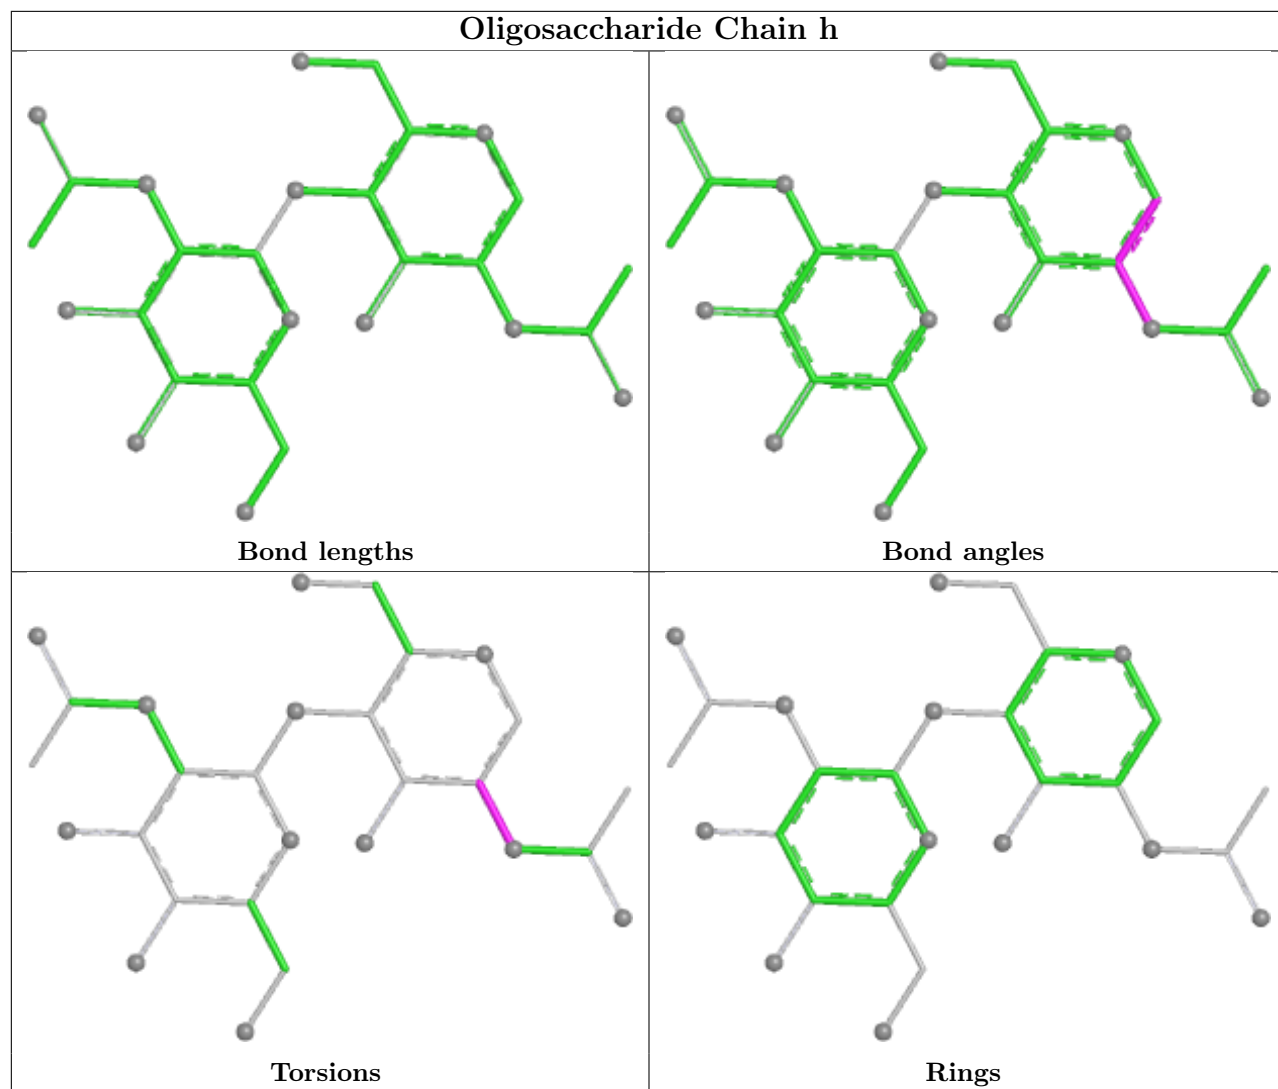 Oligosaccharide Chain h
Bond lengths
Bond angles
Torsions
Rings